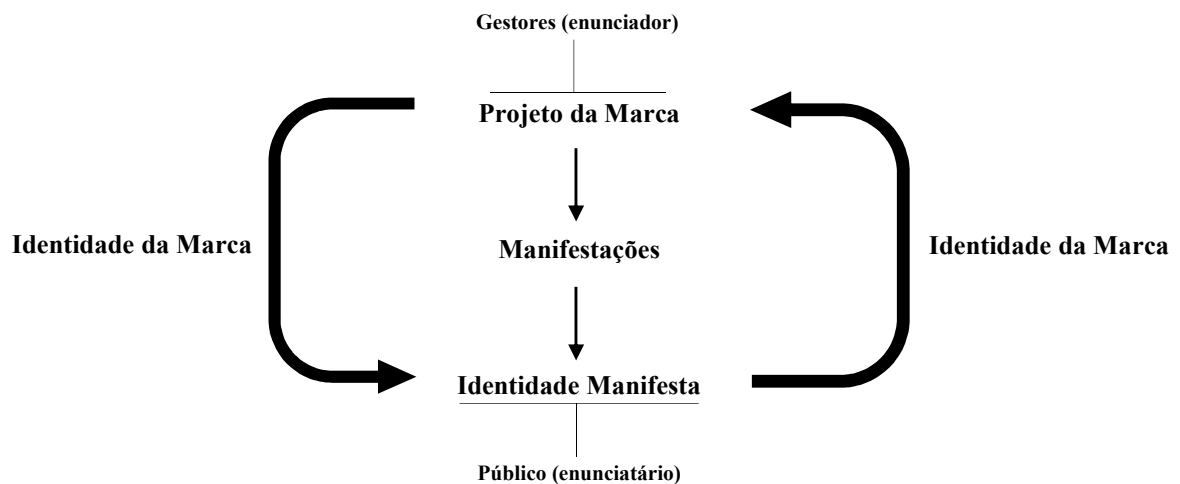 Gestores (enunciador)
Projeto da Marca
Identidade da Marca
Manifestações
Identidade da Marca
Identidade Manifesta
Público (enunciatário)